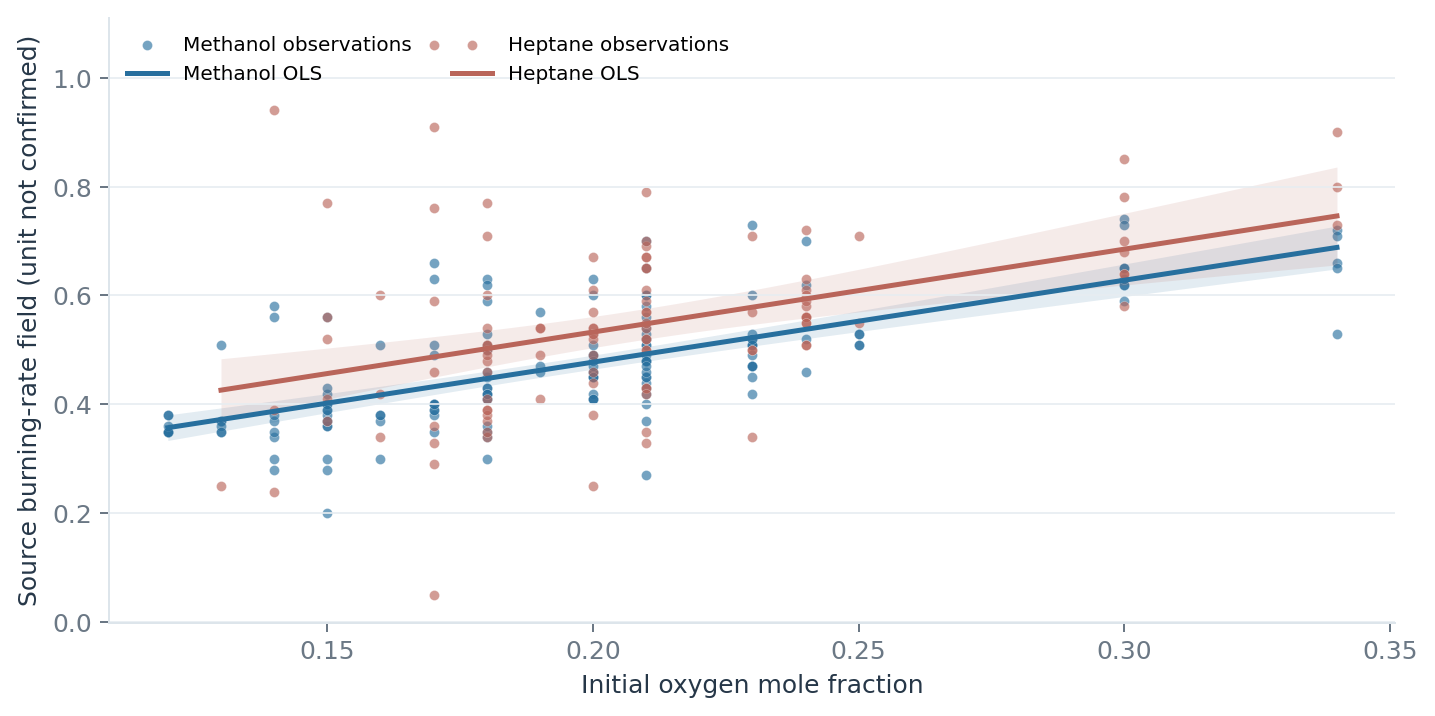 Methanol observations
Heptane observations
Methanol OLS
Heptane OLS
Source burning-rate field (unit not confirmed)
1.0
0.8
0.6
0.4
0.2
0.0
0.15
0.20
0.25
0.30
0.35
Initial oxygen mole fraction